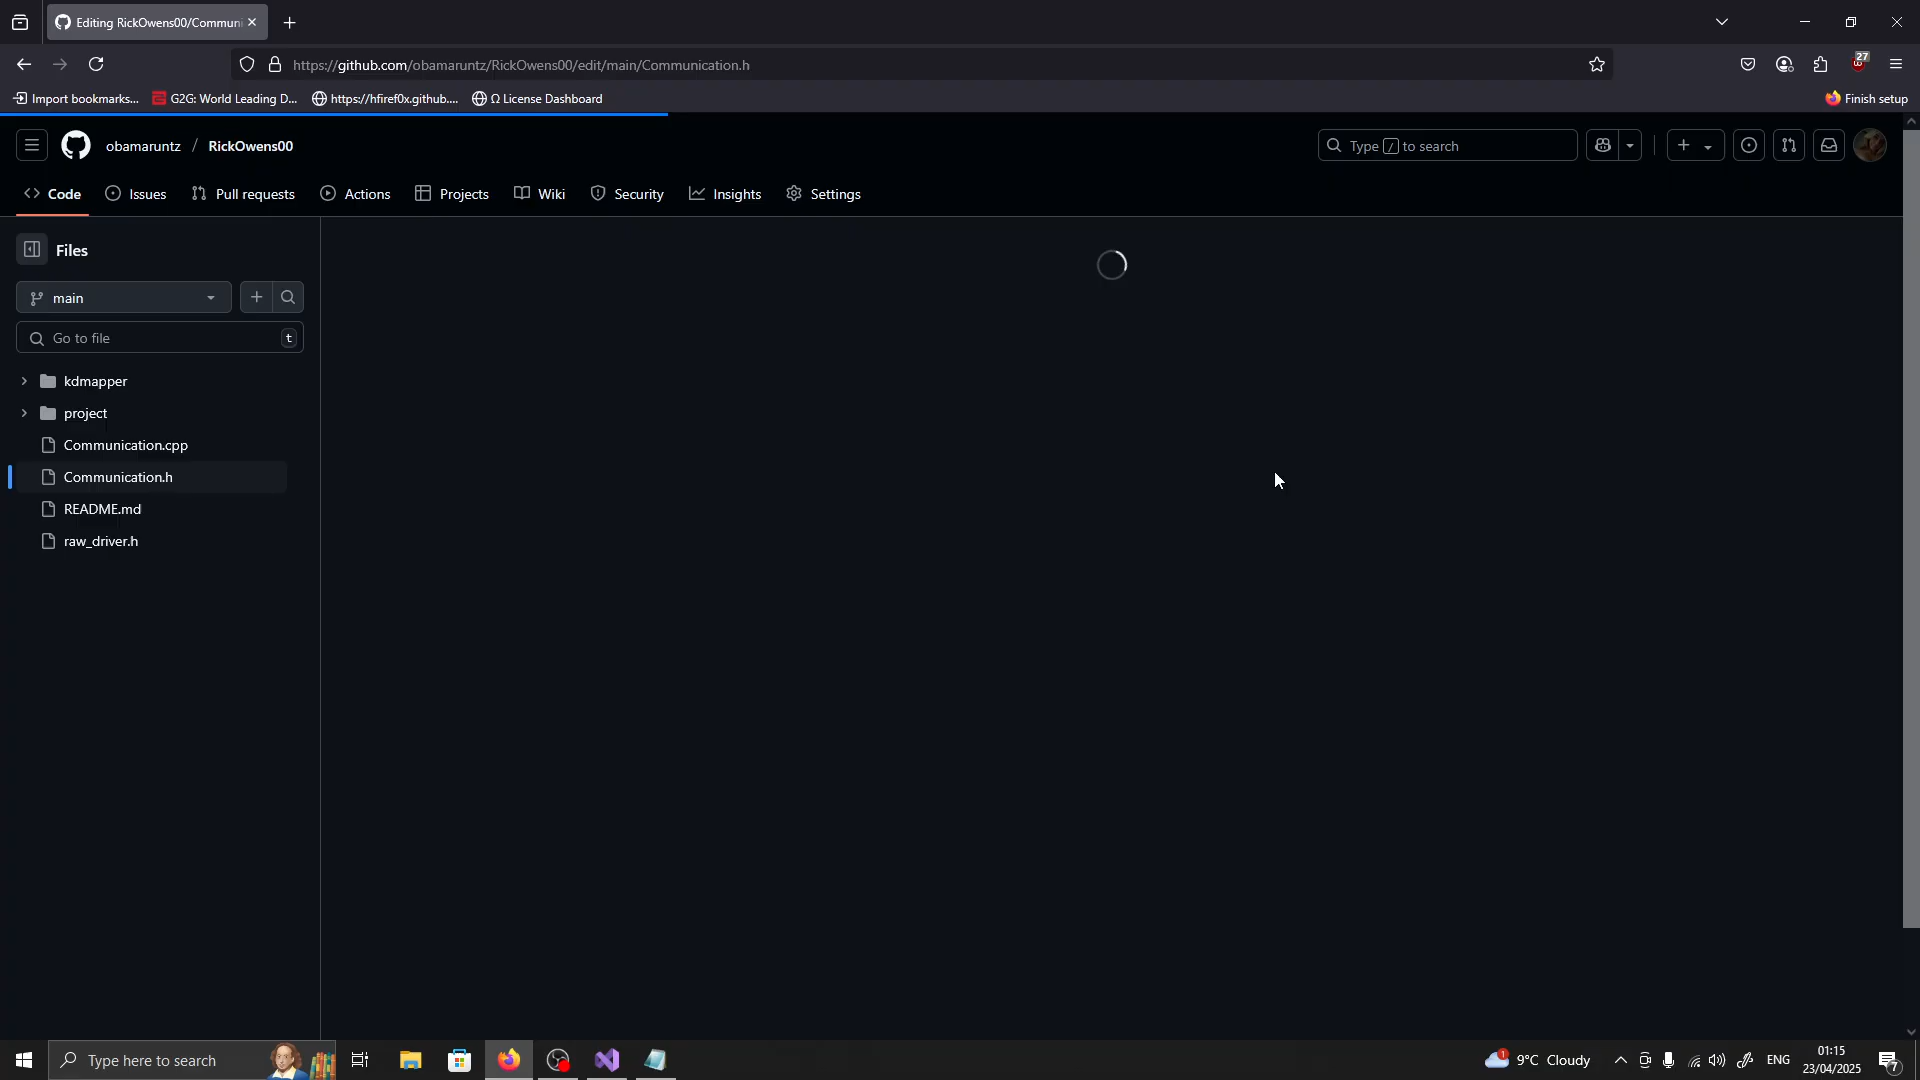 Editing RickOwens00/Communi
https://github.com/obamaruntz/RickOwens00/edit/main/Communication.h
27
Import bookmarks...
G2G: World Leading D...
https://hfiref0x.github....
Ω License Dashboard
Finish setup
obamaruntz / RickOwens00
Type / to search
Code
Issues
Pull requests
Actions
Projects
Wiki
Security
Insights
Settings
Files
main
Go to file
t
kdmapper
project
Communication.cpp
Communication.h
README.md
raw_driver.h
Type here to search
1
9°C Cloudy
ENG
01:15
23/04/2025
7